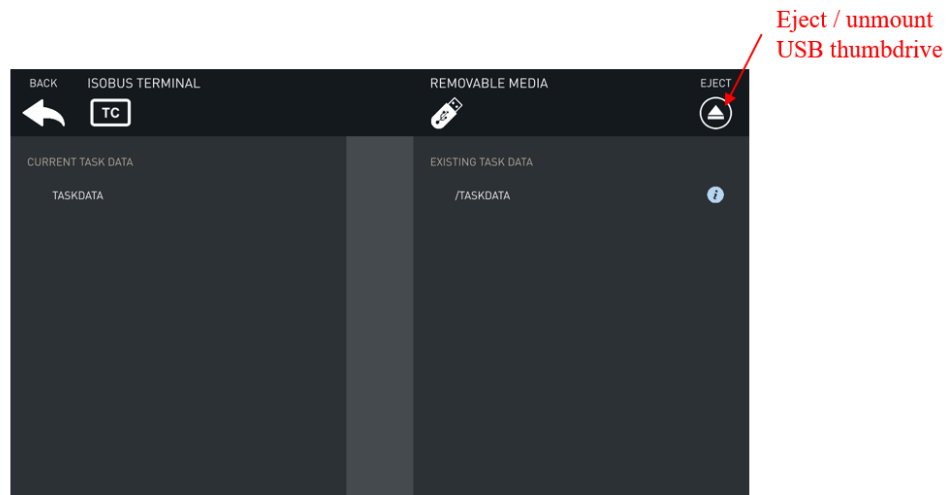 Eject / unmount
USB thumbdrive
BACK ISOBUS TERMINAL REMOVABLE MEDIA EJECT
TC
CURRENT TASK DATA EXISTING TASK DATA
TASKDATA /TASKDATA i